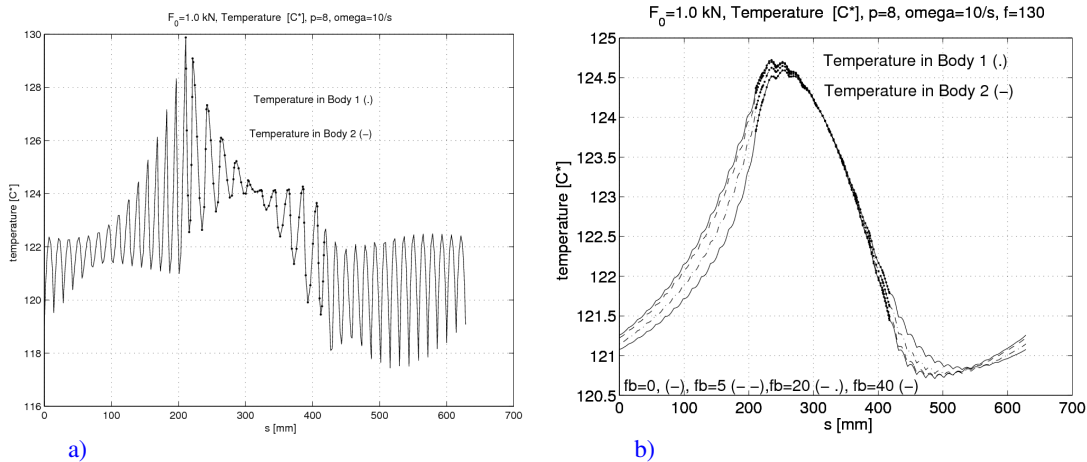 F0=1.0 kN, Temperature [C*], p=8, omega=10/s
130
128
126
124
122
120
118
116
temperature [C*]
Temperature in Body 1 (.)
Temperature in Body 2 (−)
0 100 200 300 400 500 600 700
s [mm]
a)
F0=1.0 kN, Temperature [C*], p=8, omega=10/s, f=130
125
124.5
124
123.5
123
122.5
122
121.5
121
120.5
temperature [C*]
Temperature in Body 1 (.)
Temperature in Body 2 (−)
fb=0, (−), fb=5 (− −),fb=20 (− .), fb=40 (−)
0 100 200 300 400 500 600 700
s [mm]
b)